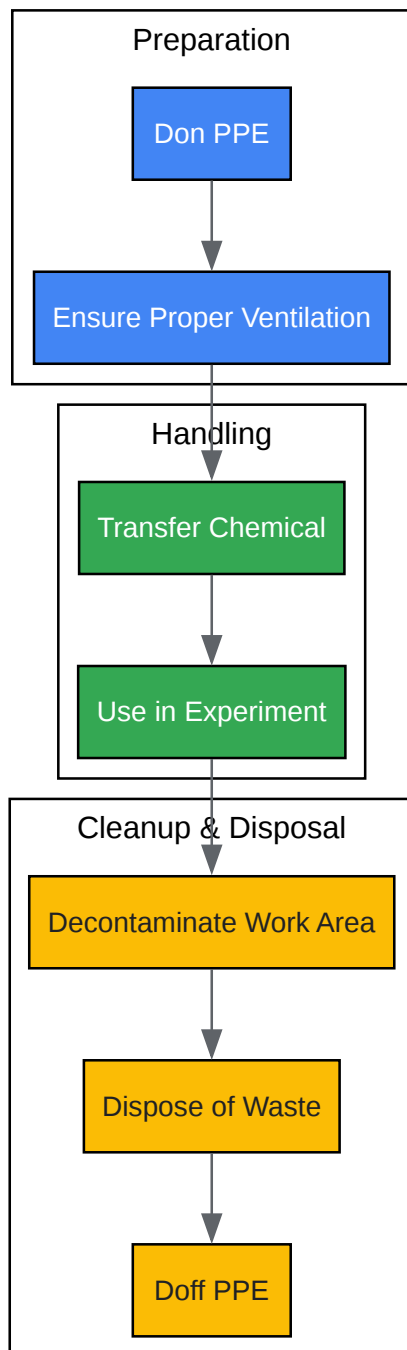 Preparation
Don PPE
Ensure Proper Ventilation
Handling
Transfer Chemical
Use in Experiment
Cleanup & Disposal
Decontaminate Work Area
Dispose of Waste
Doff PPE